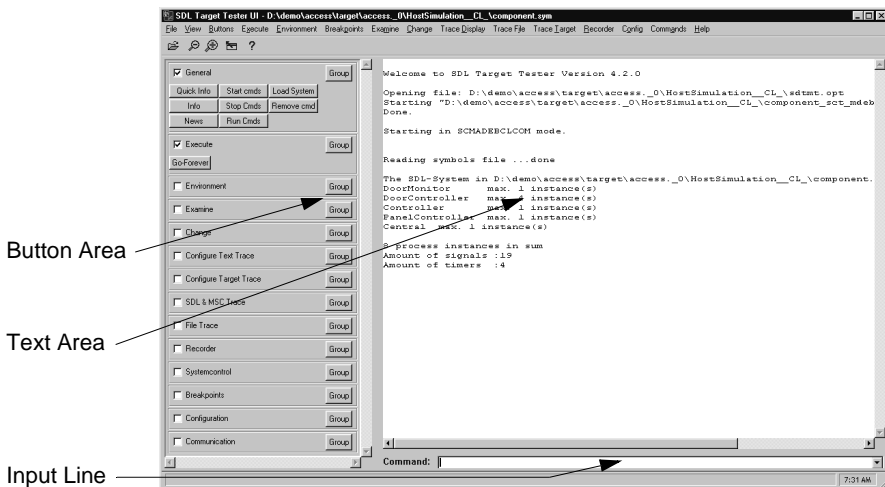 SDL Target Tester UI - D:\demo\access\target\access._0\HostSimulation__CL_\component.sym
File View Buttons Execute Environment Breakpoints Examine Change Trace Display Trace File Trace Target Recorder Config Commands Help
General Group
Quick Info Start cmds Load System
Info Stop Cmds Remove cmd
News Run Cmds
Execute Group
Go-Forever
Environment Group
Examine Group
Change Group
Configure Text Trace Group
Configure Target Trace Group
SDL & MSC Trace Group
File Trace Group
Recorder Group
Systemcontrol Group
Breakpoints Group
Configuration Group
Communication Group
Welcome to SDL Target Tester Version 4.2.0
Opening file: D:\demo\access\target\access._0\HostSimulation__CL_\sdtmt.opt
Starting "D:\demo\access\target\access._0\HostSimulation__CL_\component_sct_mdeb
Done.
Starting in SCMADEBCLCOM mode.
Reading symbols file ...done
The SDL-System in D:\demo\access\target\access._0\HostSimulation__CL_\component.
DoorMonitor max. 1 instance(s)
DoorController max. 1 instance(s)
Controller max. 1 instance(s)
PanelController max. 1 instance(s)
Central max. 1 instance(s)
process instances in sum
Amount of signals :19
Amount of timers :4
Command:
7:31 AM
Button Area
Text Area
Input Line